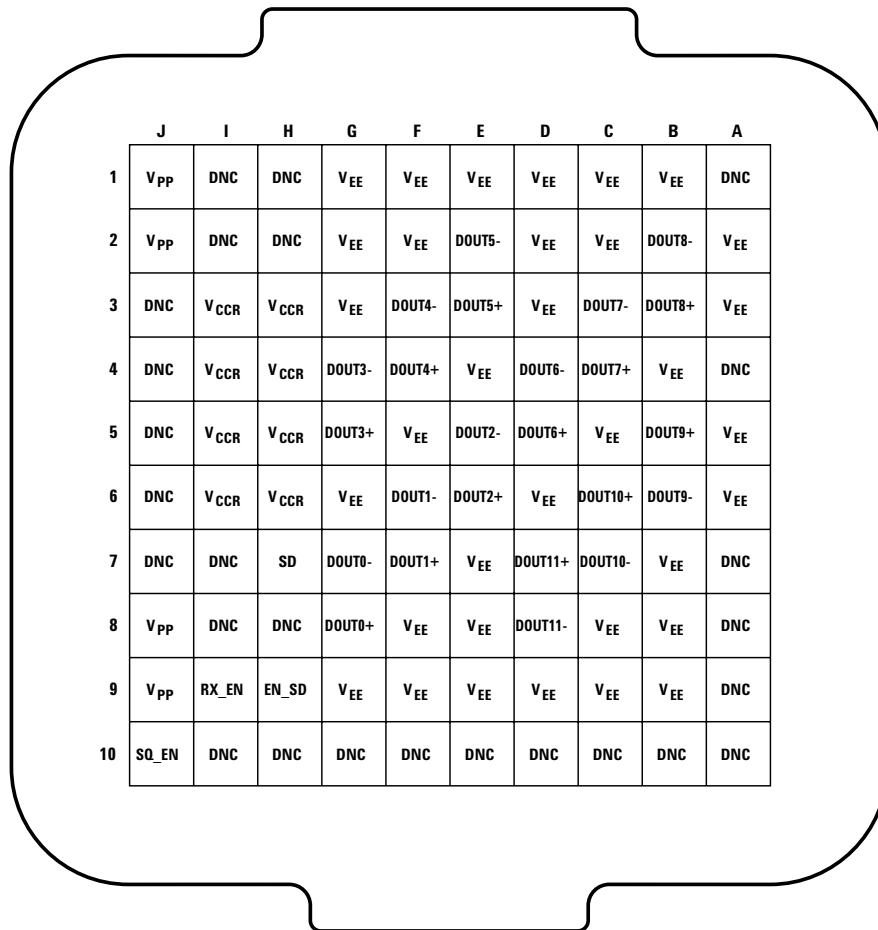 J I H G F E D C B A
1 VPP DNC DNC VEE VEE VEE VEE VEE VEE DNC
2 VPP DNC DNC VEE VEE DOUT5- VEE VEE DOUT8- VEE
3 DNC VCCR VCCR VEE DOUT4- DOUT5+ VEE DOUT7- DOUT8+ VEE
4 DNC VCCR VCCR DOUT3- DOUT4+ VEE DOUT6- DOUT7+ VEE DNC
5 DNC VCCR VCCR DOUT3+ VEE DOUT2- DOUT6+ VEE DOUT9+ VEE
6 DNC VCCR VCCR VEE DOUT1- DOUT2+ VEE DOUT10+ DOUT9- VEE
7 DNC DNC SD DOUT0- DOUT1+ VEE DOUT11+ DOUT10- VEE DNC
8 VPP DNC DNC DOUT0+ VEE VEE DOUT11- VEE VEE DNC
9 VPP RX_EN EN_SD VEE VEE VEE VEE VEE VEE DNC
10 SQ_EN DNC DNC DNC DNC DNC DNC DNC DNC DNC